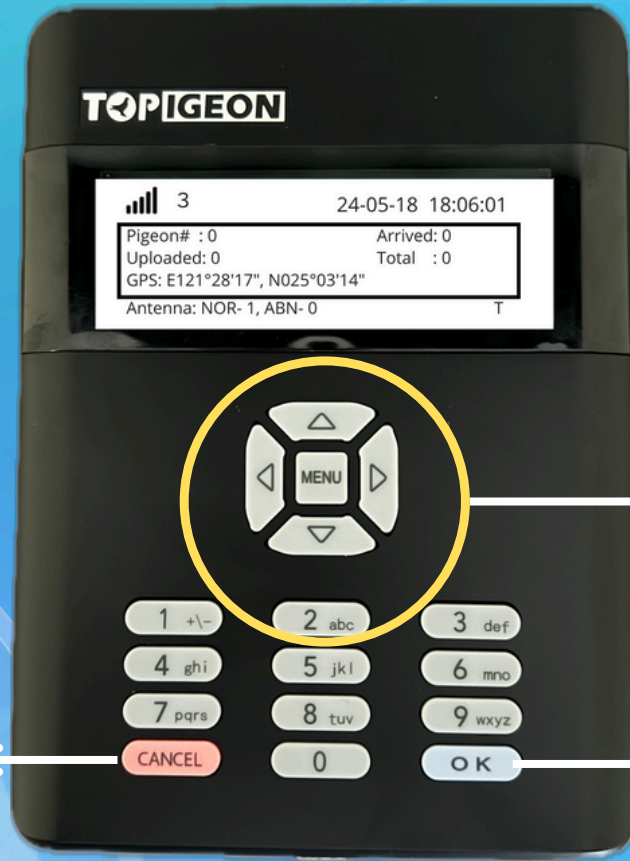 TOPIGEON
3 24-05-18 18:06:01
Pigeon# : 0 Arrived: 0
Uploaded: 0 Total : 0
GPS: E121°28'17", N025°03'14"
Antenna: NOR- 1, ABN- 0 T
MENU
1 +\- 2 abc 3 def
4 ghi 5 jkl 6 mno
7 pqrs 8 tuv 9 wxyz
CANCEL 0 OK